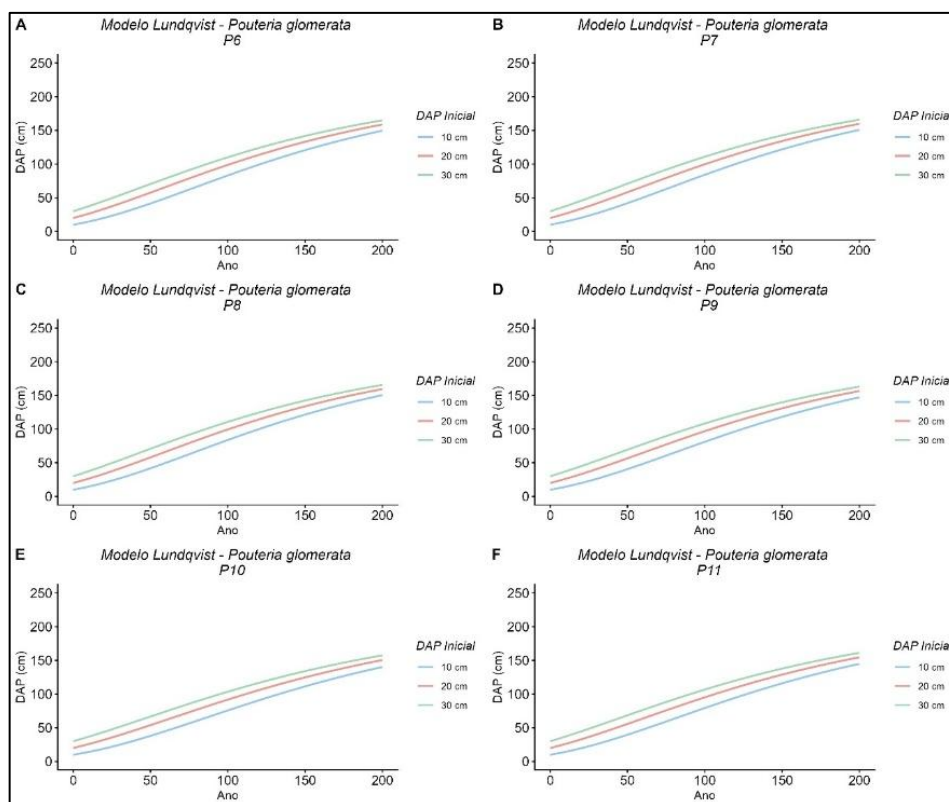 A
Modelo Lundqvist - Pouteria glomerata
P6
250
200
150
100
50
0
DAP (cm)
0 50 100 150 200
Ano
DAP Inicial
10 cm
20 cm
30 cm
B
Modelo Lundqvist - Pouteria glomerata
P7
250
200
150
100
50
0
DAP (cm)
0 50 100 150 200
Ano
DAP Inicial
10 cm
20 cm
30 cm
C
Modelo Lundqvist - Pouteria glomerata
P8
250
200
150
100
50
0
DAP (cm)
0 50 100 150 200
Ano
DAP Inicial
10 cm
20 cm
30 cm
D
Modelo Lundqvist - Pouteria glomerata
P9
250
200
150
100
50
0
DAP (cm)
0 50 100 150 200
Ano
DAP Inicial
10 cm
20 cm
30 cm
E
Modelo Lundqvist - Pouteria glomerata
P10
250
200
150
100
50
0
DAP (cm)
0 50 100 150 200
Ano
DAP Inicial
10 cm
20 cm
30 cm
F
Modelo Lundqvist - Pouteria glomerata
P11
250
200
150
100
50
0
DAP (cm)
0 50 100 150 200
Ano
DAP Inicial
10 cm
20 cm
30 cm